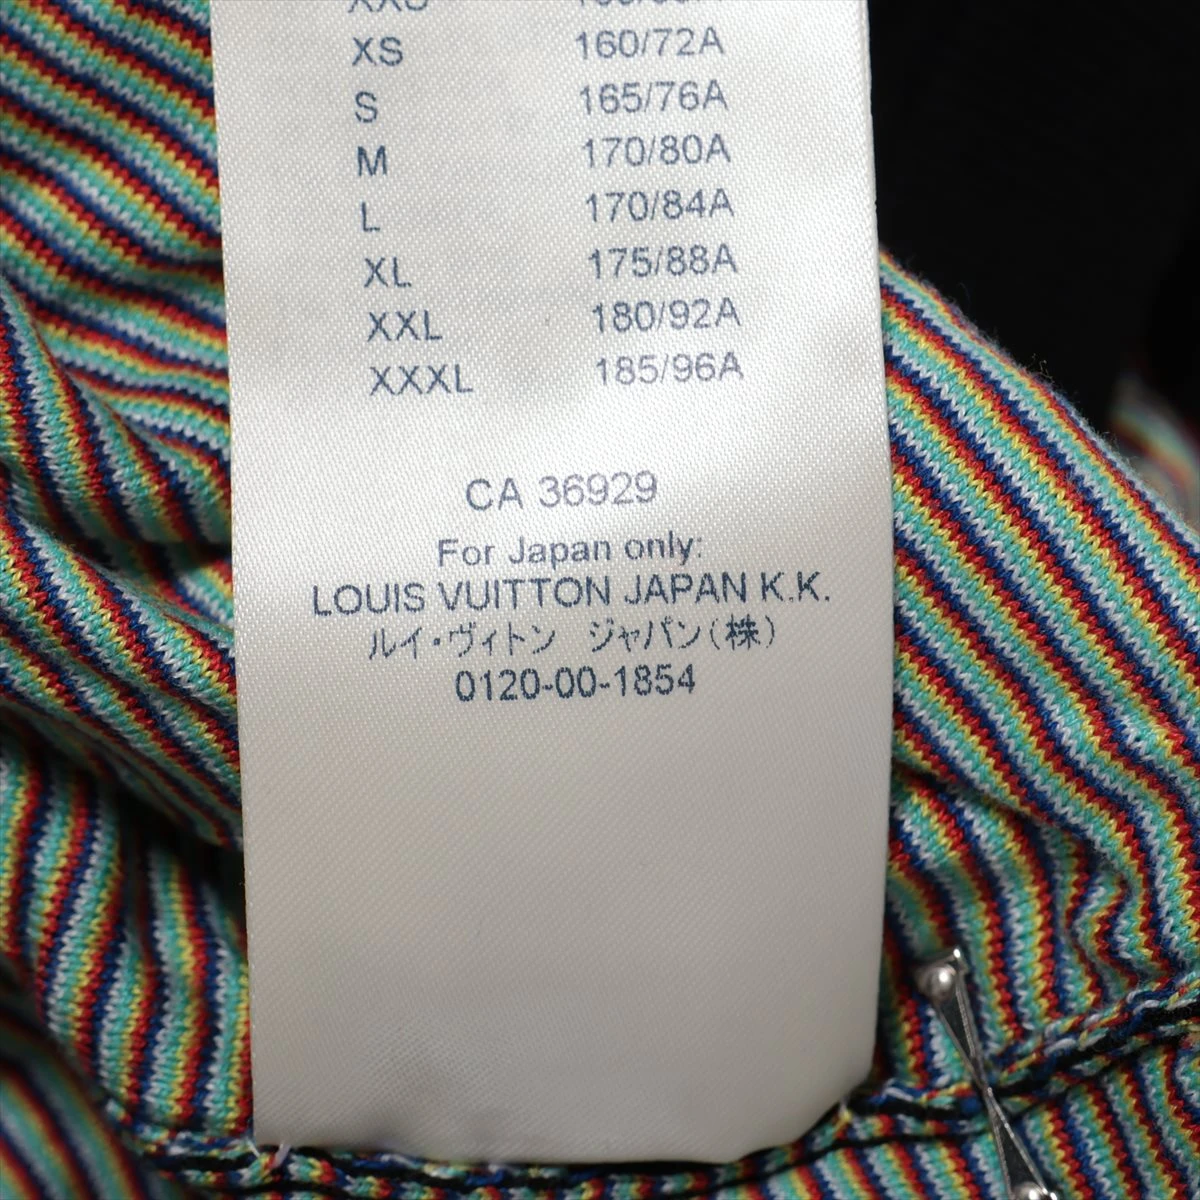 XS 160/72A
S 165/76A
M 170/80A
L 170/84A
XL 175/88A
XXL 180/92A
XXXL 185/96A
CA 36929
For Japan only:
LOUIS VUITTON JAPAN K.K.
ルイ・ヴィトン ジャパン(株)
0120-00-1854